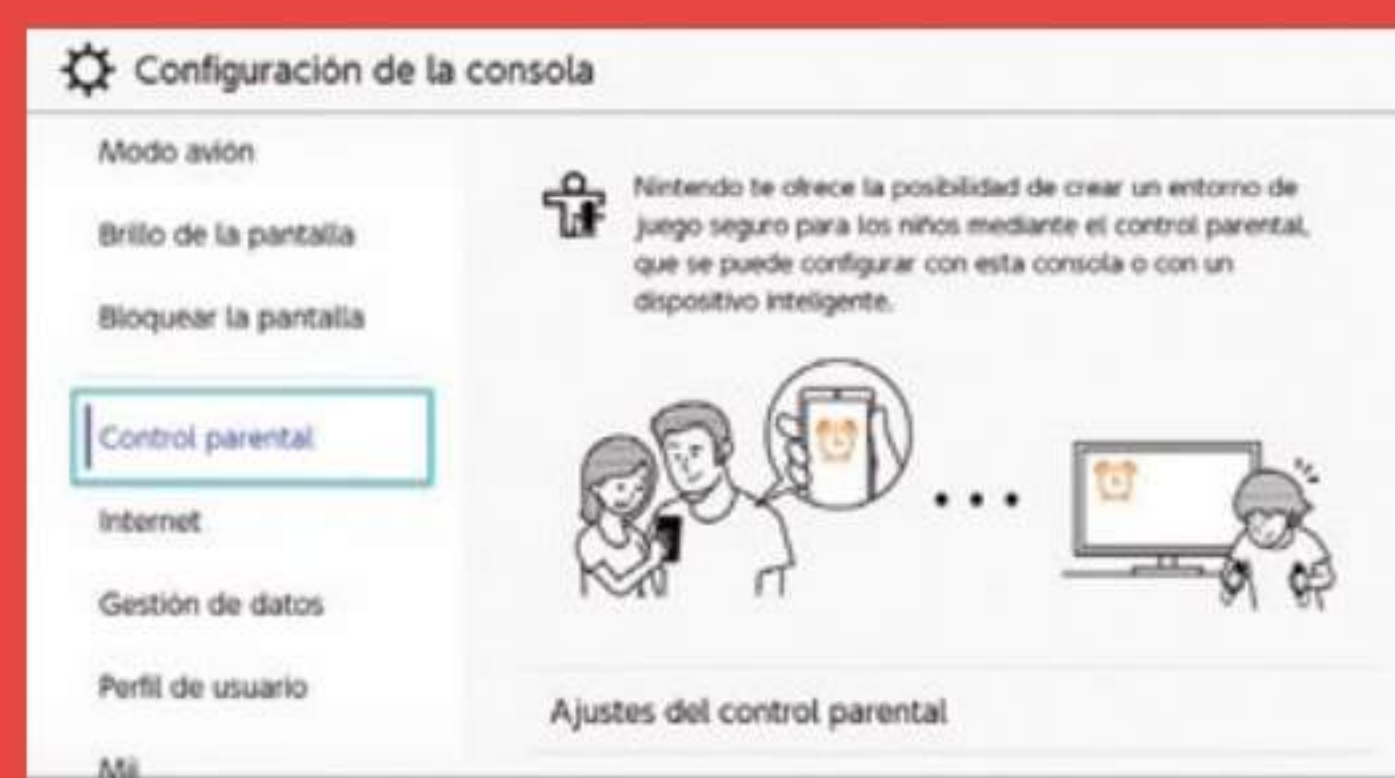 Configuración de la consola
Modo avión
Brillo de la pantalla
Bloquear la pantalla
Control parental
Internet
Gestión de datos
Perfil de usuario
Mii
Nintendo te ofrece la posibilidad de crear un entorno de
juego seguro para los niños mediante el control parental,
que se puede configurar con esta consola o con un
dispositivo inteligente.
Ajustes del control parental